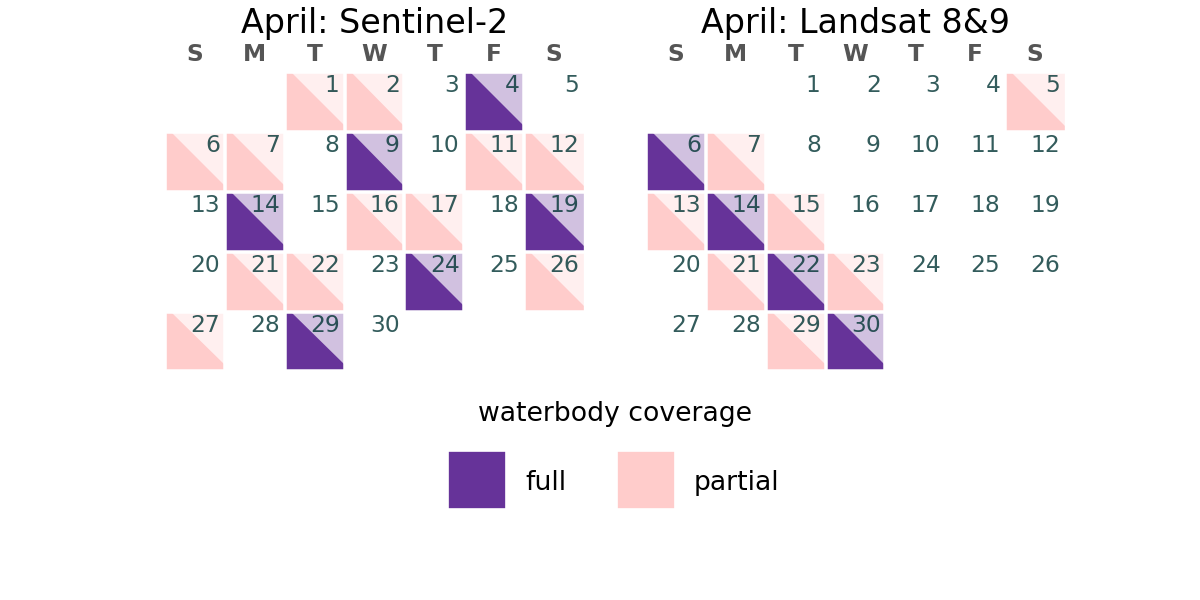 April: Sentinel-2
S M T W T F S
1 2 3 4 5
6 7 8 9 10 11 12
13 14 15 16 17 18 19
20 21 22 23 24 25 26
27 28 29 30
April: Landsat 8&9
S M T W T F S
1 2 3 4 5
6 7 8 9 10 11 12
13 14 15 16 17 18 19
20 21 22 23 24 25 26
27 28 29 30
waterbody coverage
full partial